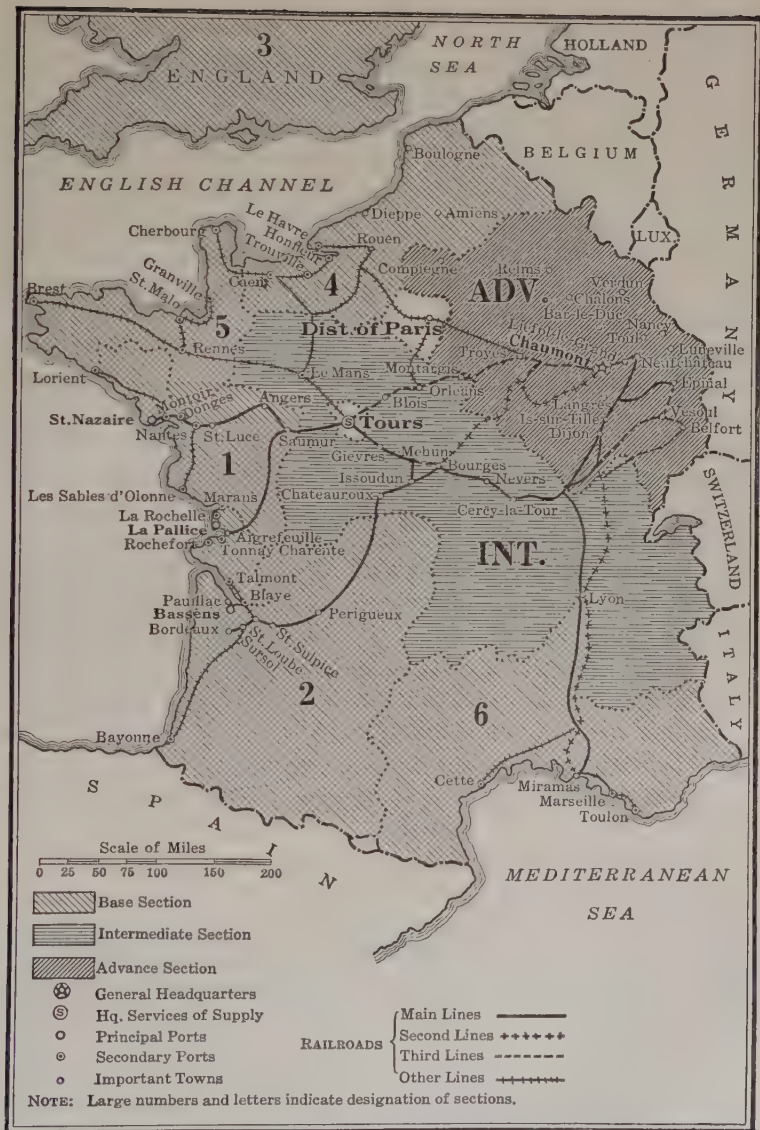 3
ENGLAND
NORTH
SEA
HOLLAND
GERMANY
BELGIUM
LUX.
ENGLISH CHANNEL
Boulogne
Dieppe
Amiens
Le Havre
Honfleur
Trouville
Rouen
Cherbourg
Caen
Granville
St. Malo
4
Compiegne
Reims
ADV.
Verdun
Chalons
Bar-le-Duc
Nancy
Toul
Brest
5
Dist. of Paris
Chaumont
Luneville
Neufchateau
Rennes
Troyes
Montargis
Lorient
Le Mans
Orleans
Epinal
Montoir
Donges
Angers
Blois
Langres
Vesoul
St. Nazaire
Tours
Is-sur-Tille
Belfort
Nantes
St. Luce
Saumur
Dijon
Gievres
Mehun
Bourges
1
Issoudun
Nevers
Les Sables d'Olonne
Marans
Chateauroux
Cercy-la-Tour
SWITZERLAND
La Rochelle
La Pallice
Rochefort
Aigrefeuille
Tonnay Charente
INT.
Talmont
Blaye
Pauillac
Bassens
Bordeaux
Perigueux
Lyon
ITALY
St. Sulpice
St. Loube
Sursol
2
6
Bayonne
Cette
Miramas
Marseille
Toulon
SPAIN
MEDITERRANEAN
SEA
Scale of Miles
0 25 50 75 100 150 200
Base Section
Intermediate Section
Advance Section
General Headquarters
S Hq. Services of Supply
Principal Ports
Secondary Ports
Important Towns
RAILROADS
Main Lines
Second Lines
Third Lines
Other Lines
NOTE: Large numbers and letters indicate designation of sections.